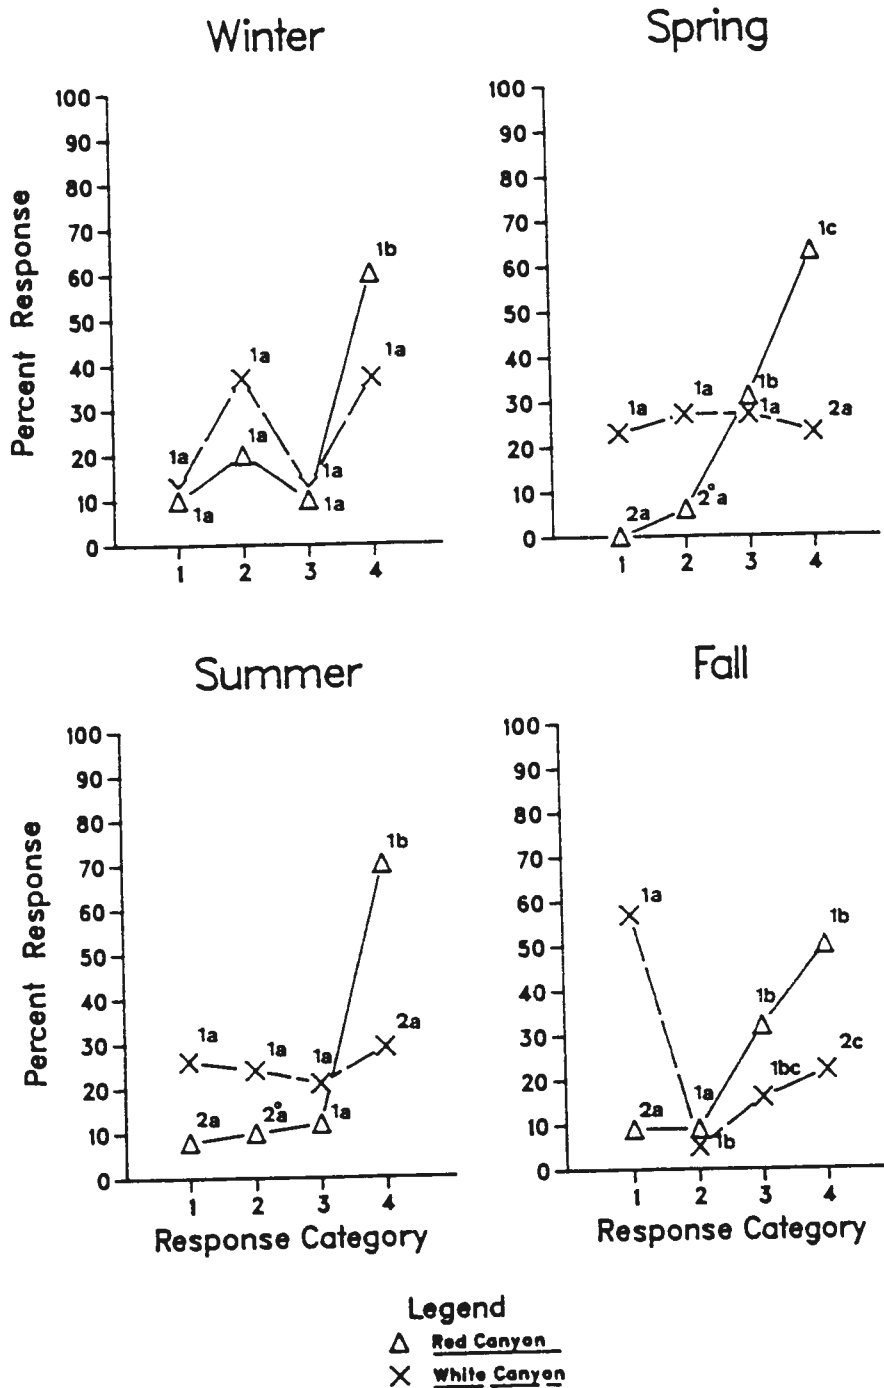 Winter
Spring
100
90
80
70
60
50
40
30
20
10
0
Percent Response
1a
1a
1a
1a
1a
1a
1b
1a
1 2 3 4
100
90
80
70
60
50
40
30
20
10
0
1a
1a
1b
1a
1c
2a
2a
2°a
1 2 3 4
Summer
Fall
100
90
80
70
60
50
40
30
20
10
0
Percent Response
1a
1a
1a
1b
2a
2a
2°a
1a
1 2 3 4
Response Category
100
90
80
70
60
50
40
30
20
10
0
1a
2a
1a
1b
1b
1bc
1b
2c
1 2 3 4
Response Category
Legend
△ Red Canyon
× White Canyon